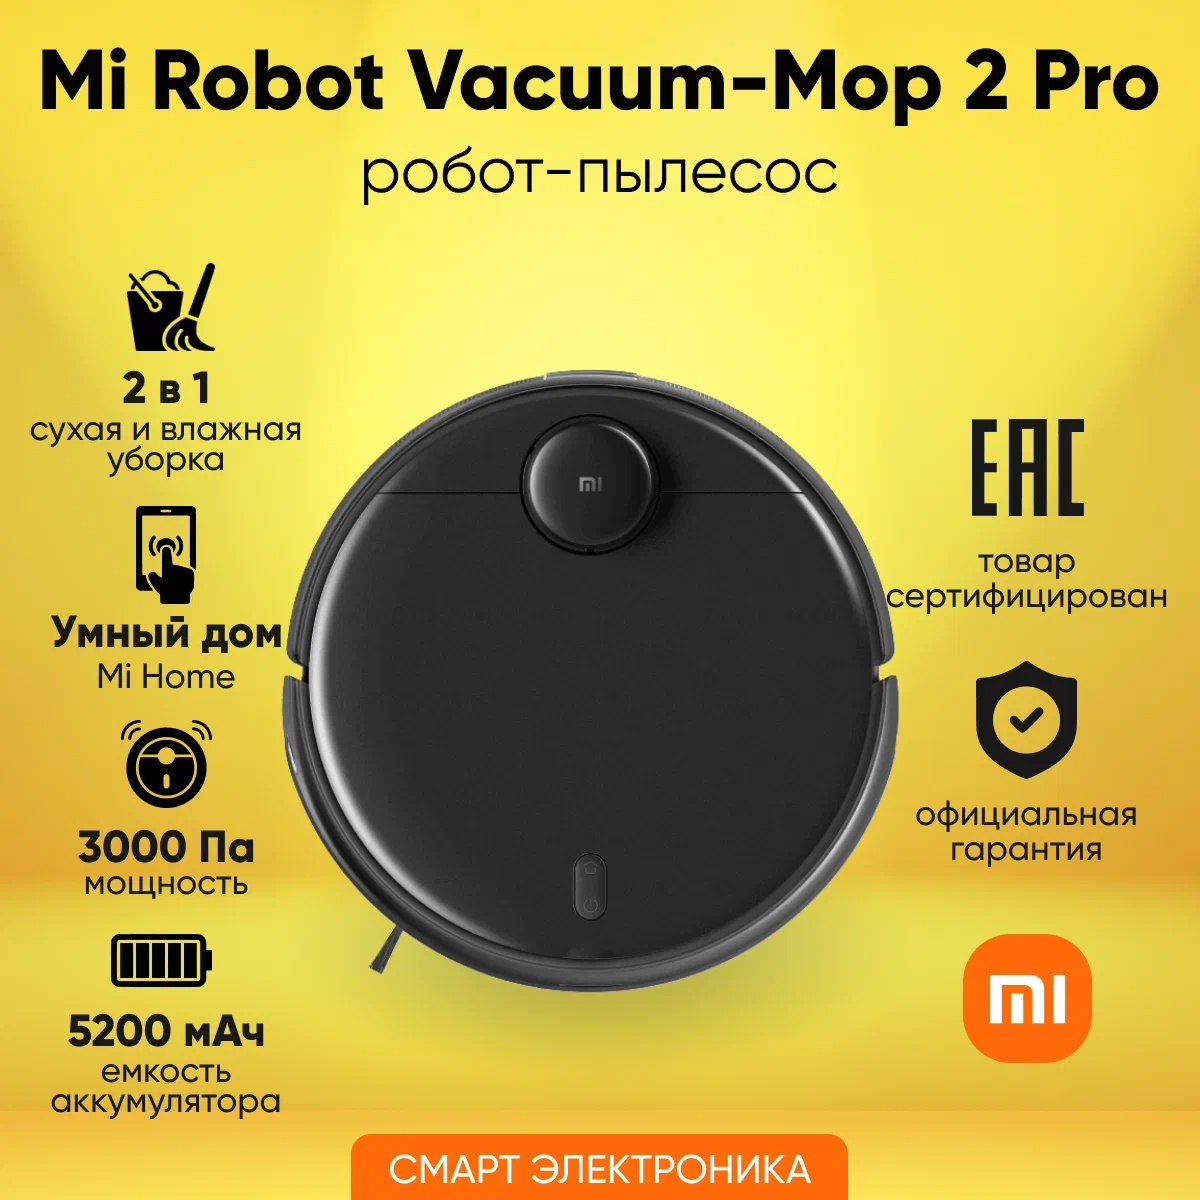 Mi Robot Vacuum-Mop 2 Pro
робот-пылесос
2 в 1
сухая и влажная
уборка
Умный дом
Mi Home
3000 Па
мощность
5200 мАч
емкость
аккумулятора
mi
EAC
товар
сертифицирован
официальная
гарантия
mi
СМАРТ ЭЛЕКТРОНИКА